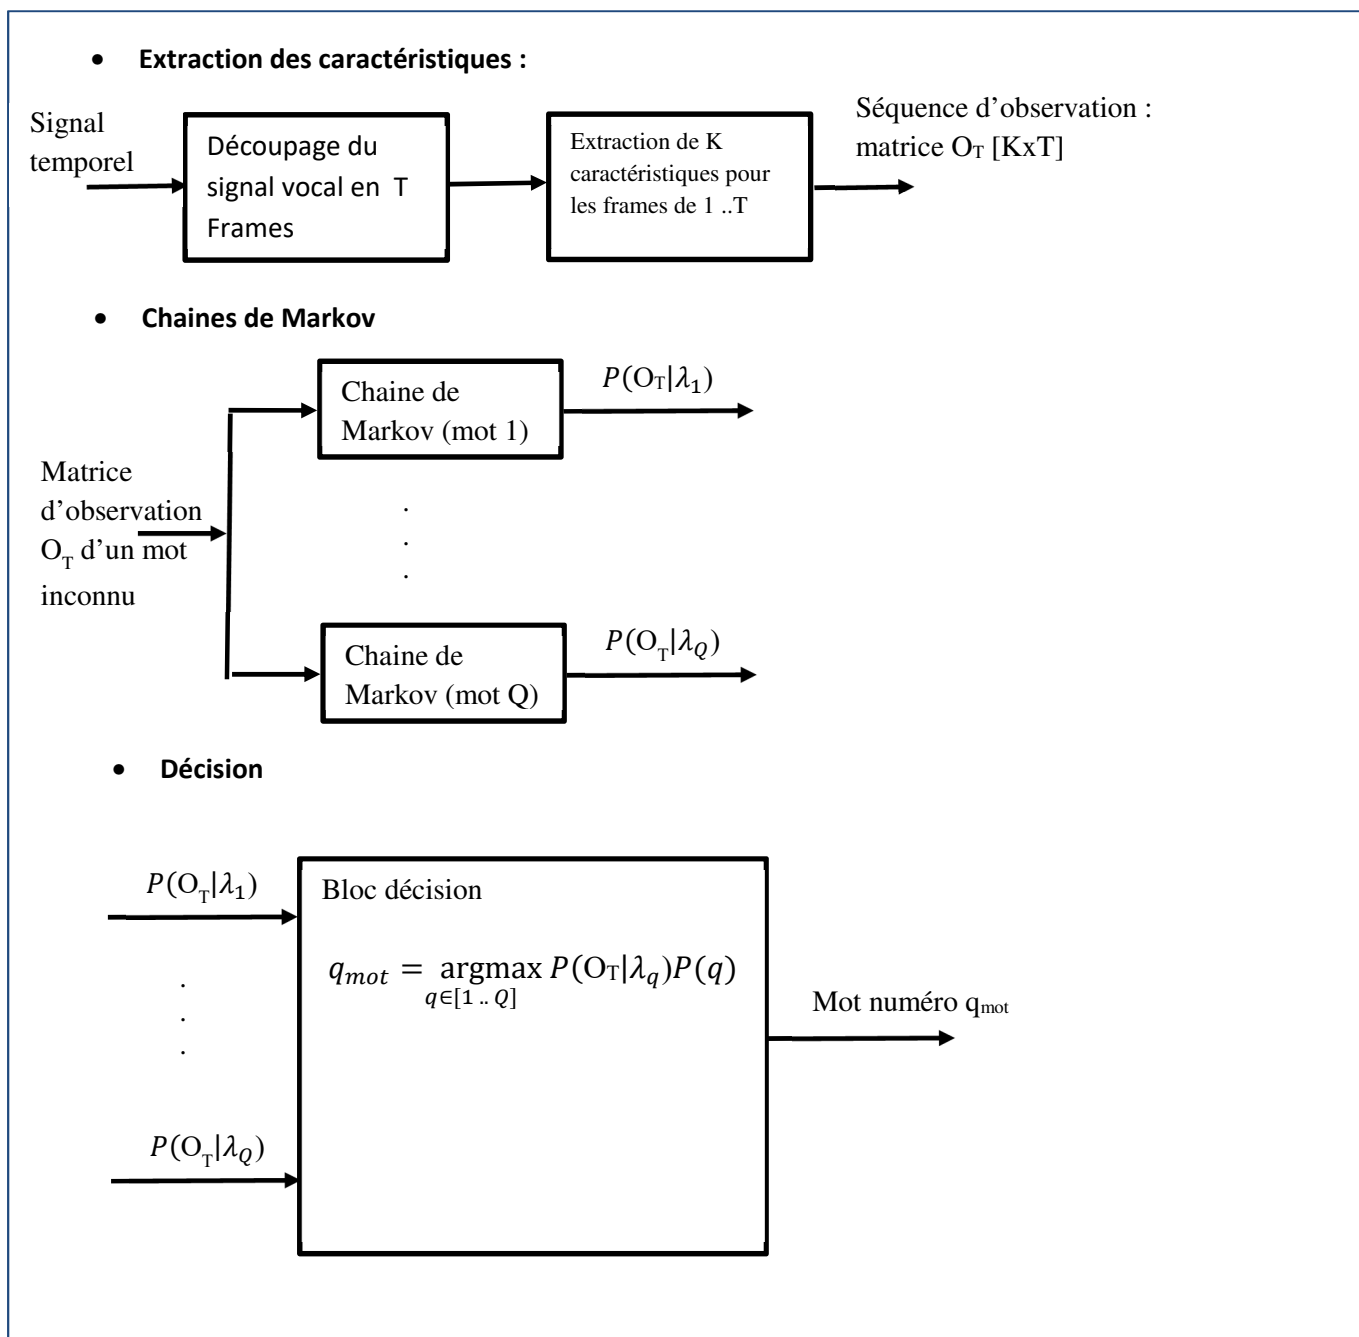 • Extraction des caractéristiques :
Signal
temporel
Découpage du
signal vocal en T
Frames
Extraction de K
caractéristiques pour
les frames de 1 ..T
Séquence d’observation :
matrice O_T [KxT]
• Chaines de Markov
Matrice
d’observation
O_T d’un mot
inconnu
Chaine de
Markov (mot 1)
P(O_T|λ_1)
.
.
.
Chaine de
Markov (mot Q)
P(O_T|λ_Q)
• Décision
P(O_T|λ_1)
.
.
.
P(O_T|λ_Q)
Bloc décision
q_mot = argmax P(O_T|λ_q)P(q)
q∈[1 .. Q]
Mot numéro q_mot